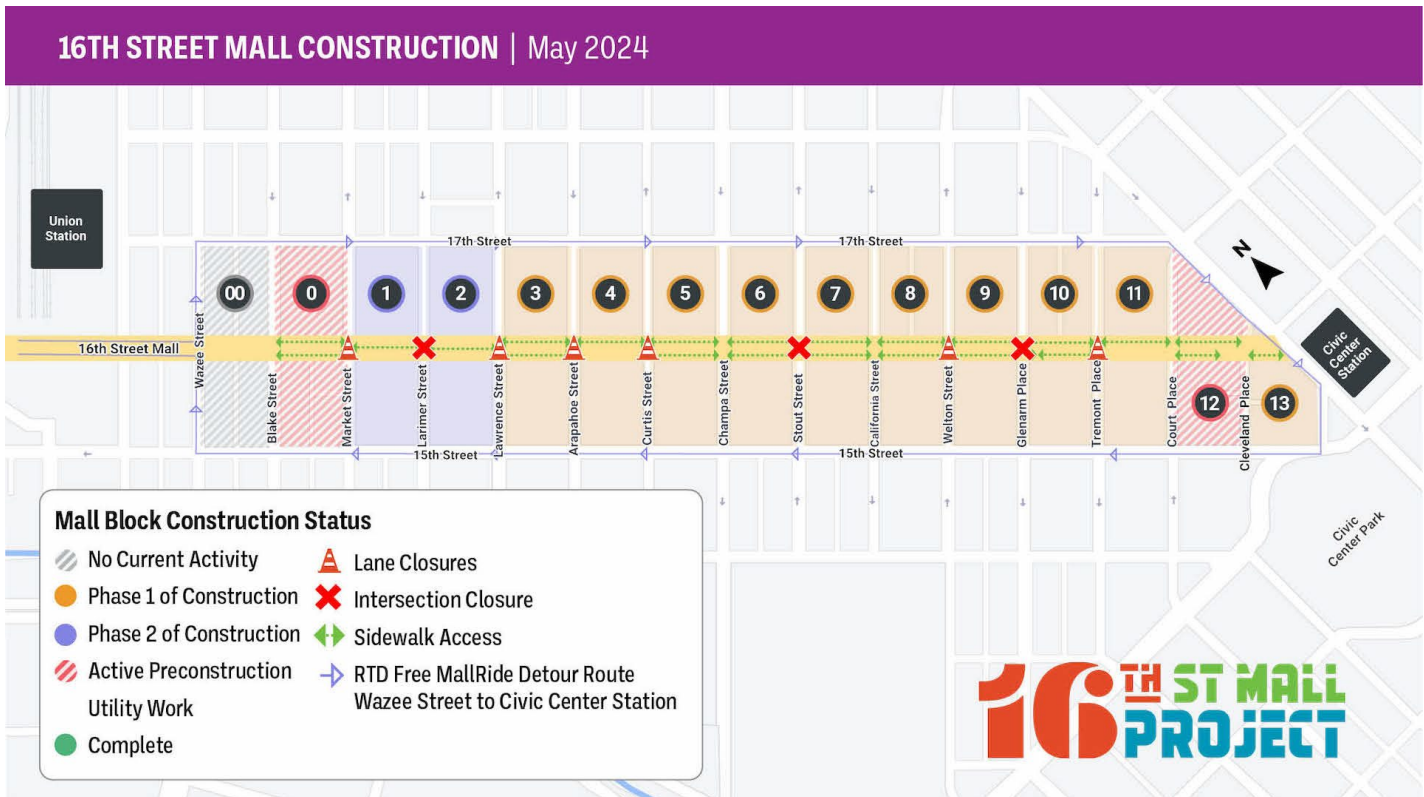 16TH STREET MALL CONSTRUCTION | May 2024
Union
Station
17th Street
17th Street
N
00
0
1
2
3
4
5
6
7
8
9
10
11
16th Street Mall
Wazee Street
Blake Street
Market Street
Larimer Street
Lawrence Street
Arapahoe Street
Curtis Street
Champa Street
Stout Street
California Street
Welton Street
Glenarm Place
Tremont Place
Court Place
Cleveland Place
Civic
Center
Station
12
13
15th Street
15th Street
Civic
Center Park
Mall Block Construction Status
No Current Activity
Phase 1 of Construction
Phase 2 of Construction
Active Preconstruction
Utility Work
Complete
Lane Closures
Intersection Closure
Sidewalk Access
RTD Free MallRide Detour Route
Wazee Street to Civic Center Station
16TH ST MALL
PROJECT